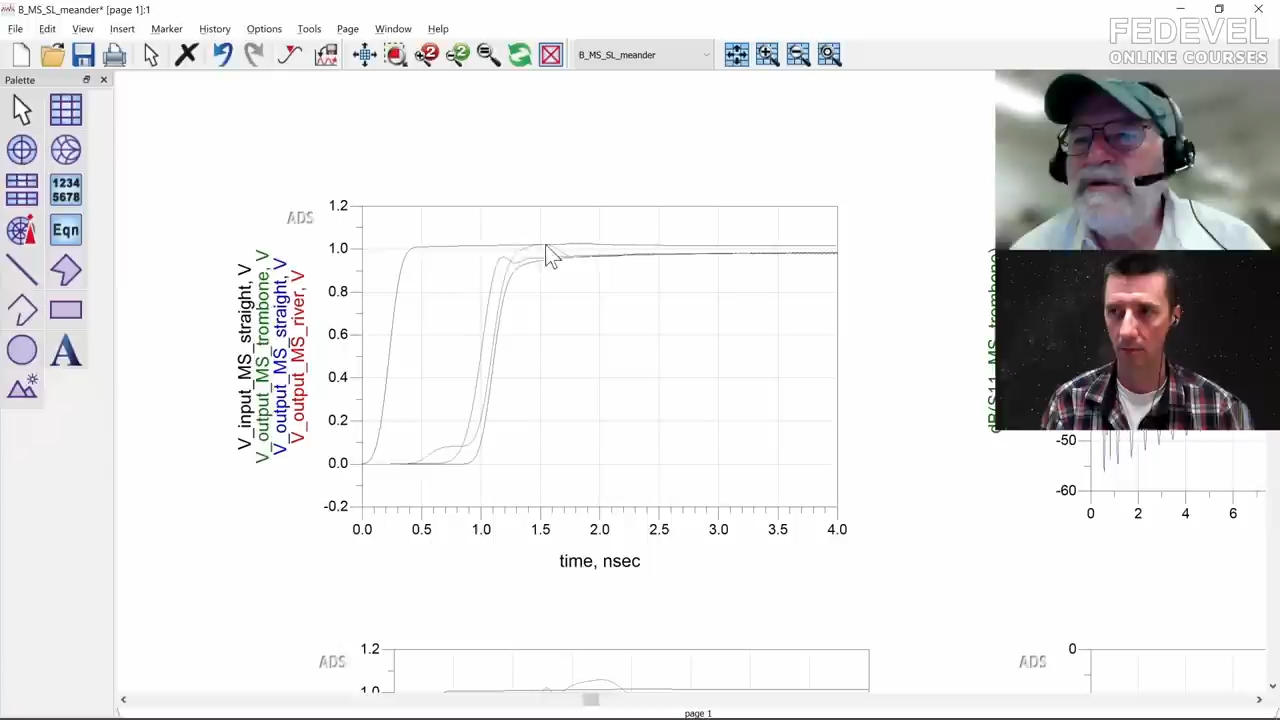 B_MS_SL_meander* [page 1]:1
File Edit View Insert Marker History Options Tools Page Window Help
FEDEVEL
ONLINE COURSES
B_MS_SL_meander
Palette
1234
5678
Eqn
A
ADS
V_input_MS_straight, V
V_output_MS_trombone, V
V_output_MS_straight, V
V_output_MS_river, V
1.2
1.0
0.8
0.6
0.4
0.2
0.0
-0.2
0.0 0.5 1.0 1.5 2.0 2.5 3.0 3.5 4.0
time, nsec
dB(S11_MS_trombone)
-50
-60
0 2 4 6
ADS
1.2
1.0
ADS
0
page 1